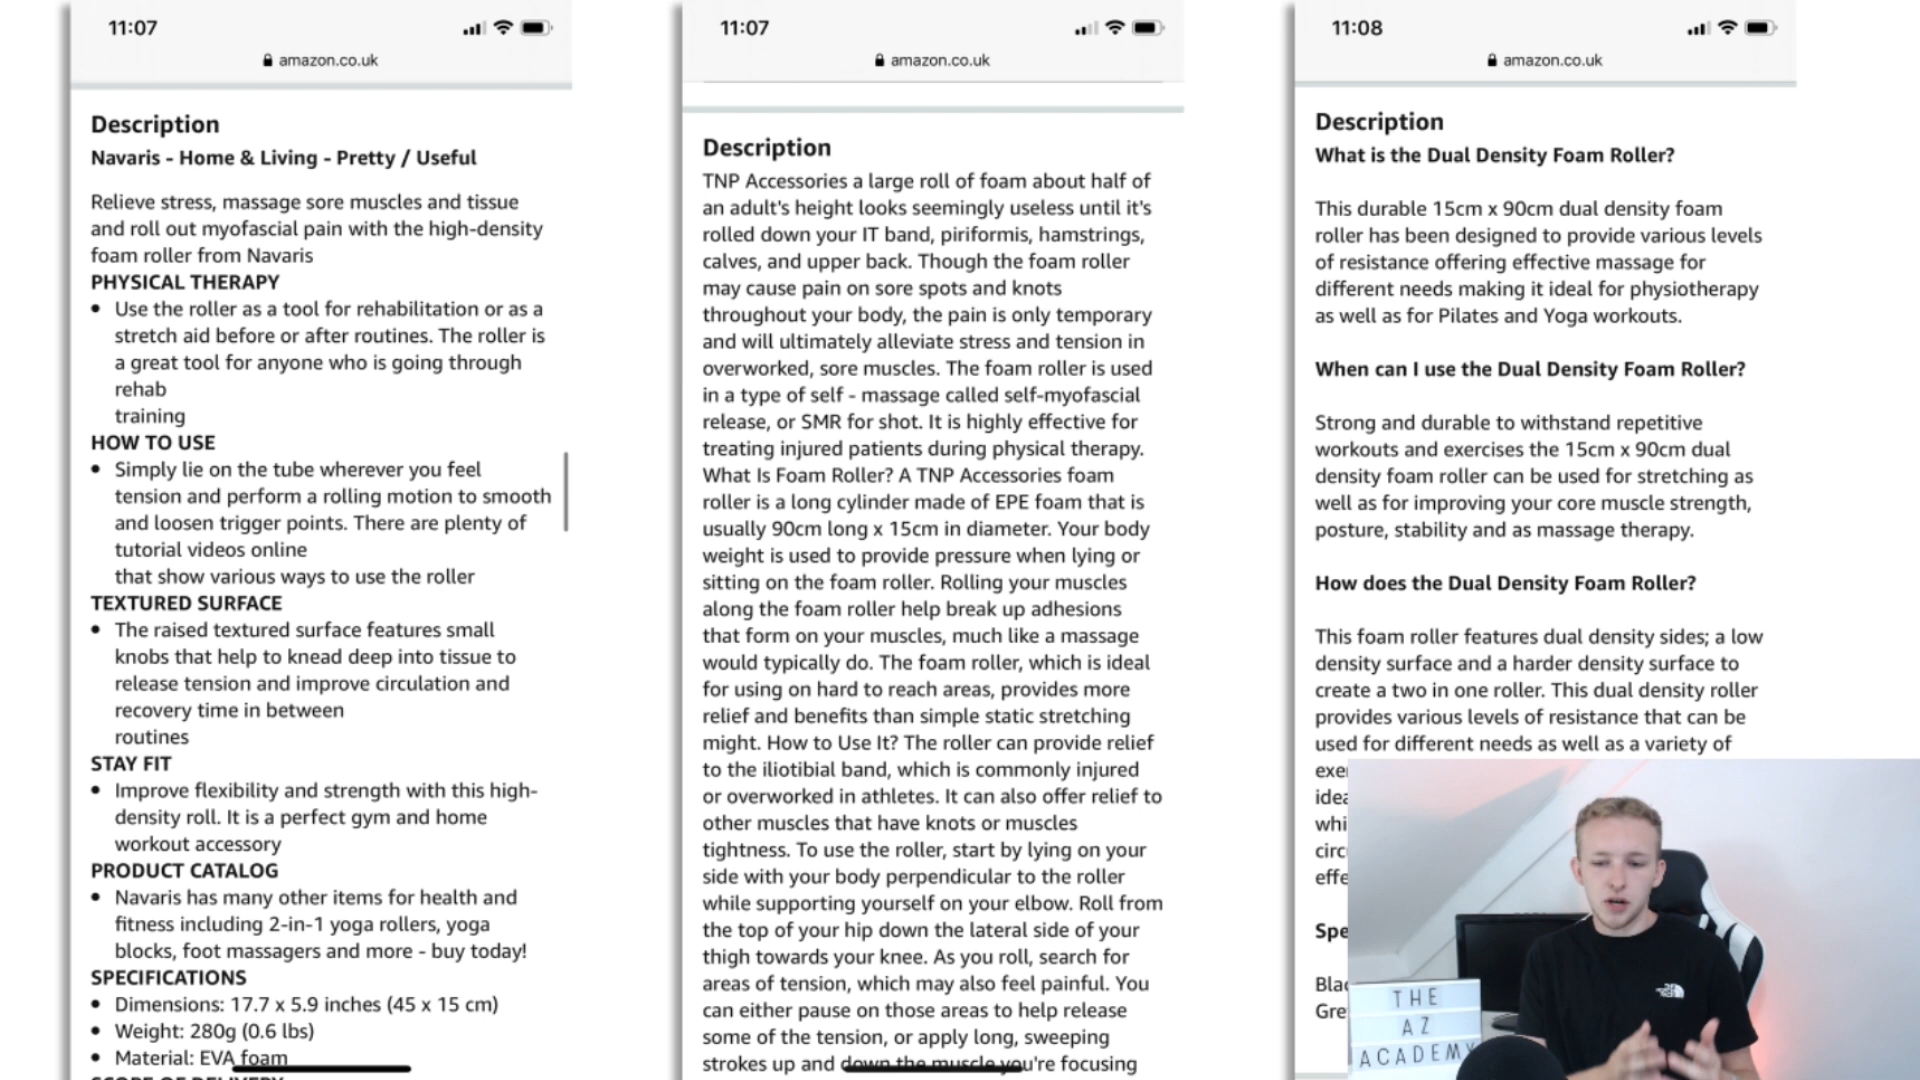 11:07
amazon.co.uk
Description
Navaris - Home & Living - Pretty / Useful
Relieve stress, massage sore muscles and tissue
and roll out myofascial pain with the high-density
foam roller from Navaris
PHYSICAL THERAPY
Use the roller as a tool for rehabilitation or as a
stretch aid before or after routines. The roller is
a great tool for anyone who is going through
rehab
training
HOW TO USE
Simply lie on the tube wherever you feel
tension and perform a rolling motion to smooth
and loosen trigger points. There are plenty of
tutorial videos online
that show various ways to use the roller
TEXTURED SURFACE
The raised textured surface features small
knobs that help to knead deep into tissue to
release tension and improve circulation and
recovery time in between
routines
STAY FIT
Improve flexibility and strength with this high-
density roll. It is a perfect gym and home
workout accessory
PRODUCT CATALOG
Navaris has many other items for health and
fitness including 2-in-1 yoga rollers, yoga
blocks, foot massagers and more - buy today!
SPECIFICATIONS
Dimensions: 17.7 x 5.9 inches (45 x 15 cm)
Weight: 280g (0.6 lbs)
Material: EVA foam
SCOPE OF DELIVERY
11:07
amazon.co.uk
Description
TNP Accessories a large roll of foam about half of
an adult's height looks seemingly useless until it's
rolled down your IT band, piriformis, hamstrings,
calves, and upper back. Though the foam roller
may cause pain on sore spots and knots
throughout your body, the pain is only temporary
and will ultimately alleviate stress and tension in
overworked, sore muscles. The foam roller is used
in a type of self - massage called self-myofascial
release, or SMR for shot. It is highly effective for
treating injured patients during physical therapy.
What Is Foam Roller? A TNP Accessories foam
roller is a long cylinder made of EPE foam that is
usually 90cm long x 15cm in diameter. Your body
weight is used to provide pressure when lying or
sitting on the foam roller. Rolling your muscles
along the foam roller help break up adhesions
that form on your muscles, much like a massage
would typically do. The foam roller, which is ideal
for using on hard to reach areas, provides more
relief and benefits than simple static stretching
might. How to Use It? The roller can provide relief
to the iliotibial band, which is commonly injured
or overworked in athletes. It can also offer relief to
other muscles that have knots or muscles
tightness. To use the roller, start by lying on your
side with your body perpendicular to the roller
while supporting yourself on your elbow. Roll from
the top of your hip down the lateral side of your
thigh towards your knee. As you roll, search for
areas of tension, which may also feel painful. You
can either pause on those areas to help release
some of the tension, or apply long, sweeping
strokes up and down the muscle you're focusing
11:08
amazon.co.uk
Description
What is the Dual Density Foam Roller?
This durable 15cm x 90cm dual density foam
roller has been designed to provide various levels
of resistance offering effective massage for
different needs making it ideal for physiotherapy
as well as for Pilates and Yoga workouts.
When can I use the Dual Density Foam Roller?
Strong and durable to withstand repetitive
workouts and exercises the 15cm x 90cm dual
density foam roller can be used for stretching as
well as for improving your core muscle strength,
posture, stability and as massage therapy.
How does the Dual Density Foam Roller?
This foam roller features dual density sides; a low
density surface and a harder density surface to
create a two in one roller. This dual density roller
provides various levels of resistance that can be
used for different needs as well as a variety of
THE
AZ
ACADEMY